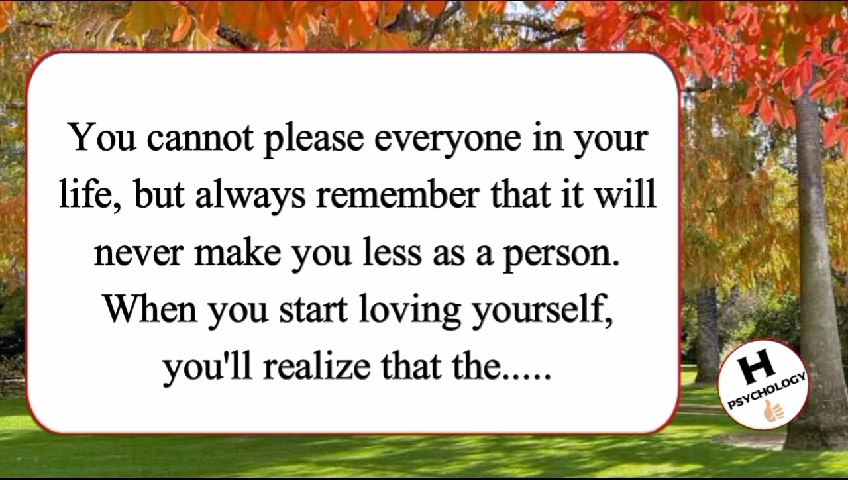 You cannot please everyone in your
life, but always remember that it will
never make you less as a person.
When you start loving yourself,
you'll realize that the.....
H
PSYCHOLOGY